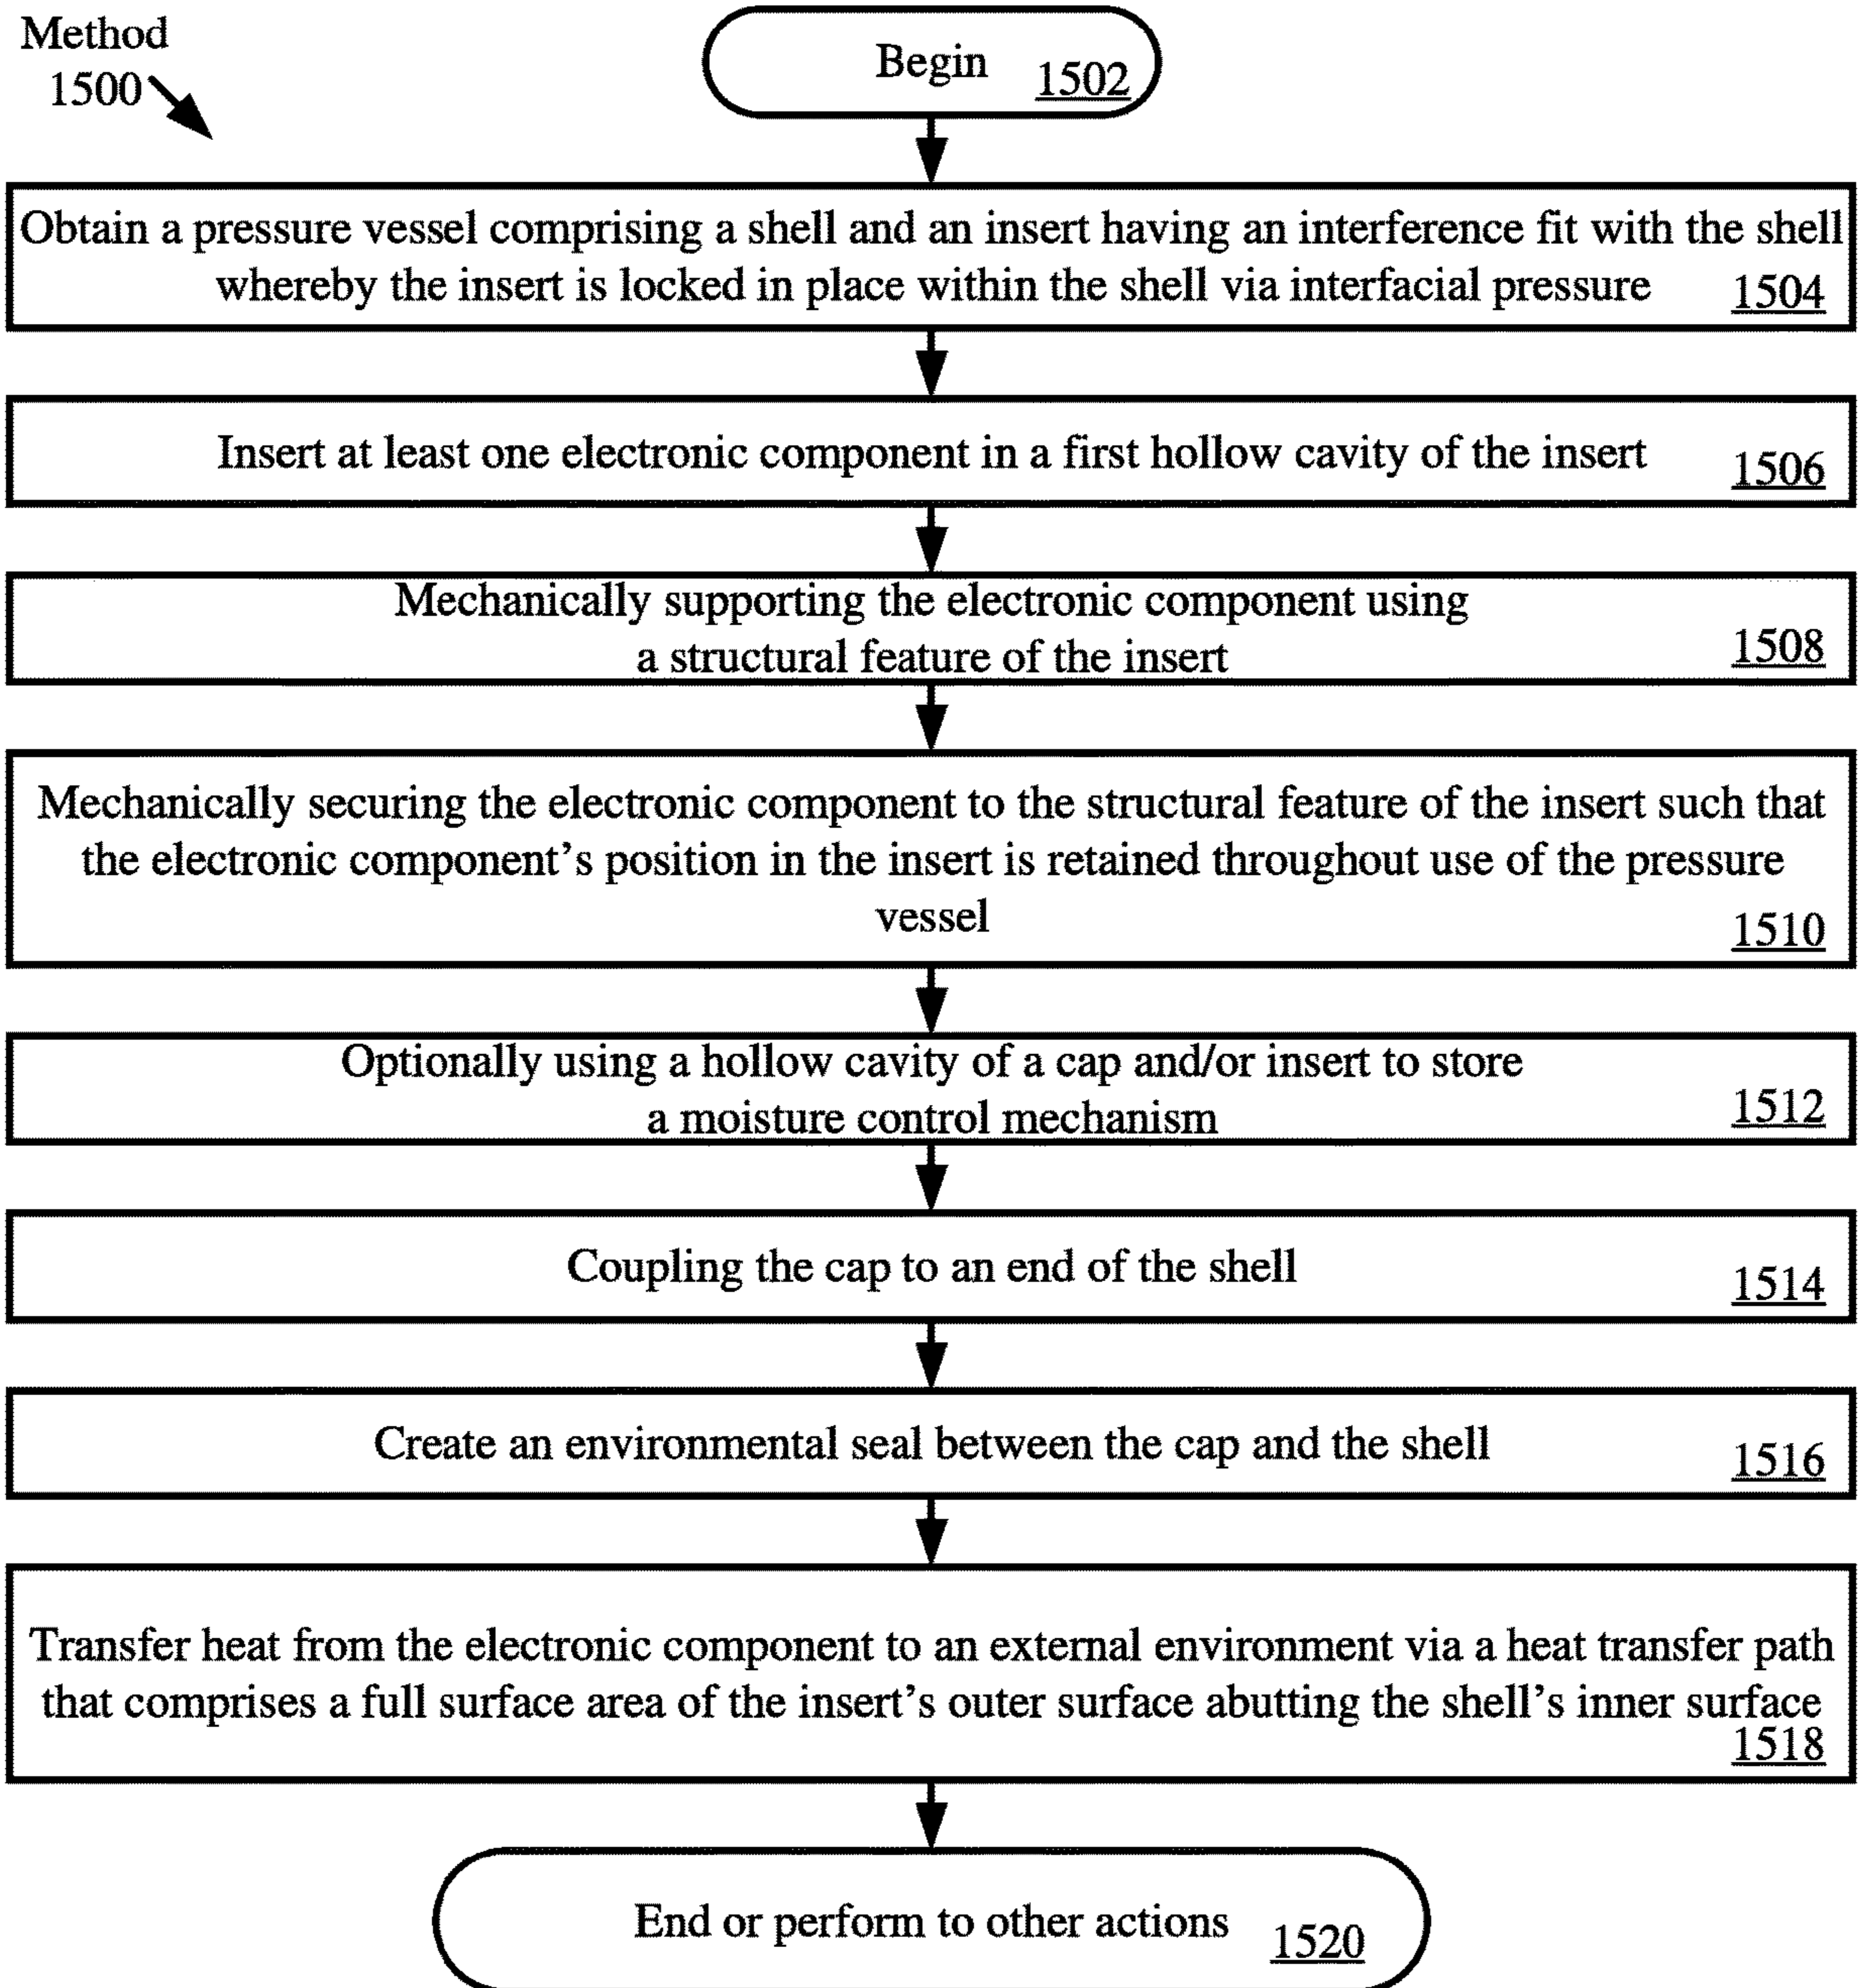 Method
1500
Begin 1502
Obtain a pressure vessel comprising a shell and an insert having an interference fit with the shell
whereby the insert is locked in place within the shell via interfacial pressure 1504
Insert at least one electronic component in a first hollow cavity of the insert 1506
Mechanically supporting the electronic component using
a structural feature of the insert 1508
Mechanically securing the electronic component to the structural feature of the insert such that
the electronic component's position in the insert is retained throughout use of the pressure
vessel 1510
Optionally using a hollow cavity of a cap and/or insert to store
a moisture control mechanism 1512
Coupling the cap to an end of the shell 1514
Create an environmental seal between the cap and the shell 1516
Transfer heat from the electronic component to an external environment via a heat transfer path
that comprises a full surface area of the insert's outer surface abutting the shell's inner surface
1518
End or perform to other actions 1520